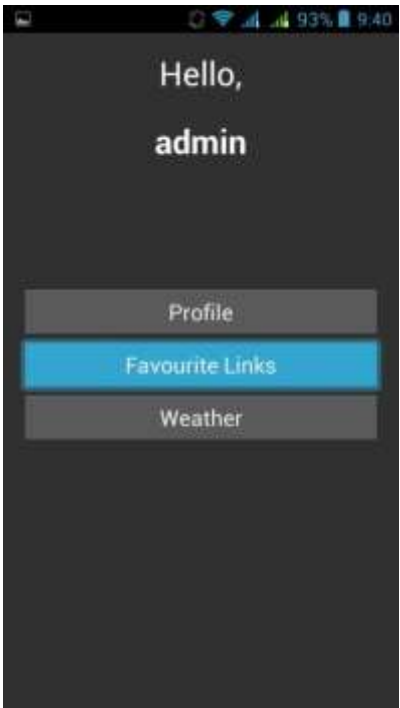 93% 9:40
Hello,
admin
Profile
Favourite Links
Weather